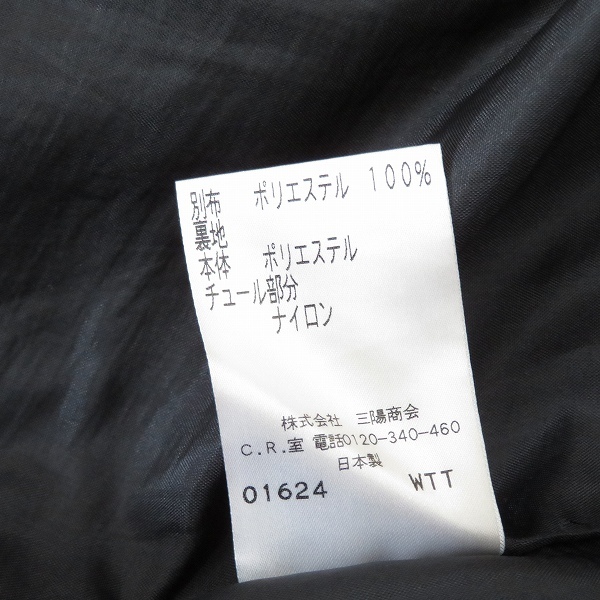 別布 ポリエステル 100%
裏地
本体 ポリエステル
チュール部分
ナイロン
株式会社 三陽商会
C.R.室 電話0120-340-460
日本製
01624 WTT